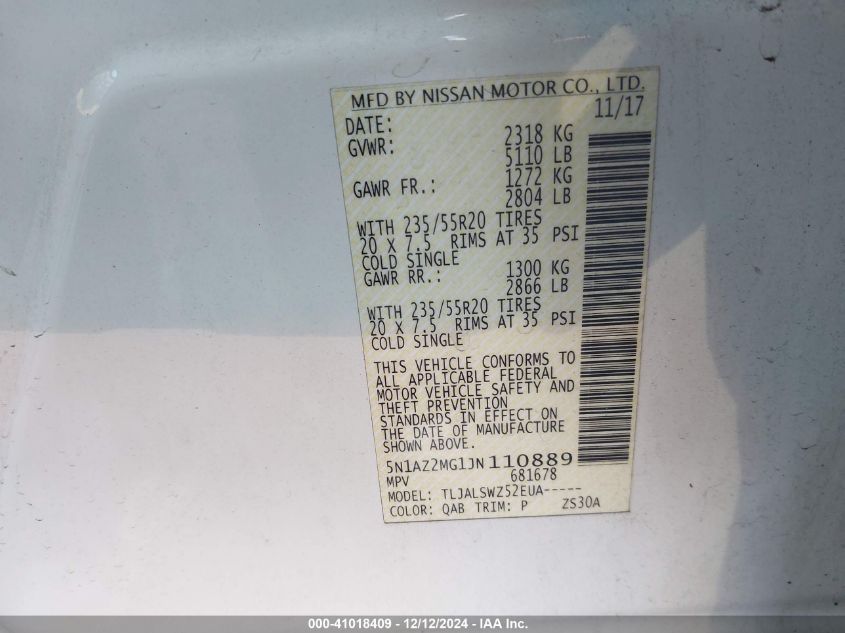 MFD BY NISSAN MOTOR CO., LTD.
DATE: 11/17
GVWR: 2318 KG
5110 LB
GAWR FR.: 1272 KG
2804 LB
WITH 235/55R20 TIRES
20 X 7.5 RIMS AT 35 PSI
COLD SINGLE
GAWR RR.: 1300 KG
2866 LB
WITH 235/55R20 TIRES
20 X 7.5 RIMS AT 35 PSI
COLD SINGLE
THIS VEHICLE CONFORMS TO
ALL APPLICABLE FEDERAL
MOTOR VEHICLE SAFETY AND
THEFT PREVENTION
STANDARDS IN EFFECT ON
THE DATE OF MANUFACTURE
SHOWN ABOVE.
5N1AZ2MG1JN110889
MPV 681678
MODEL: TLJALSWZ52EUA-----
COLOR: QAB TRIM: P ZS30A
000-41018409 - 12/12/2024 - IAA Inc.